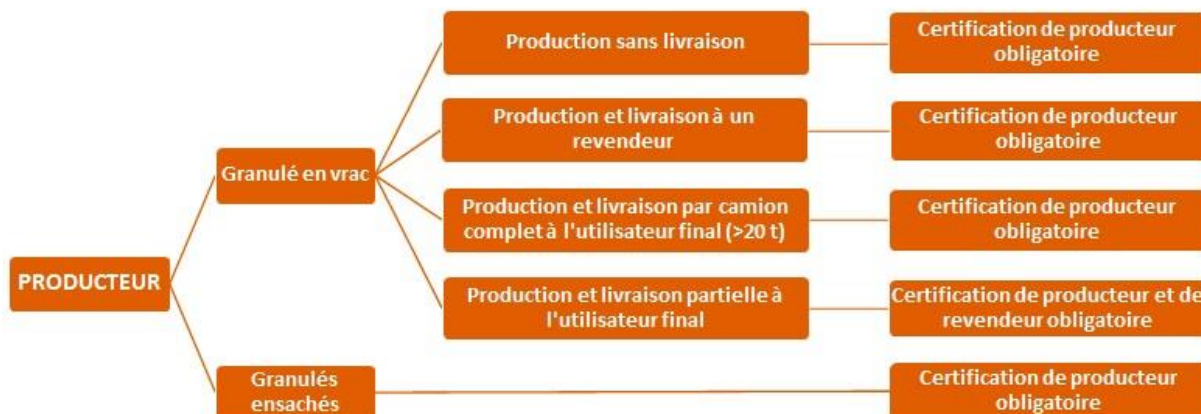 Production sans livraison
Certification de producteur
obligatoire
Production et livraison à un
revendeur
Certification de producteur
obligatoire
Granulé en vrac
Production et livraison par camion
complet à l'utilisateur final (>20 t)
Certification de producteur
obligatoire
PRODUCTEUR
Production et livraison partielle à
l'utilisateur final
Certification de producteur et de
revendeur obligatoire
Granulés
ensachés
Certification de producteur
obligatoire